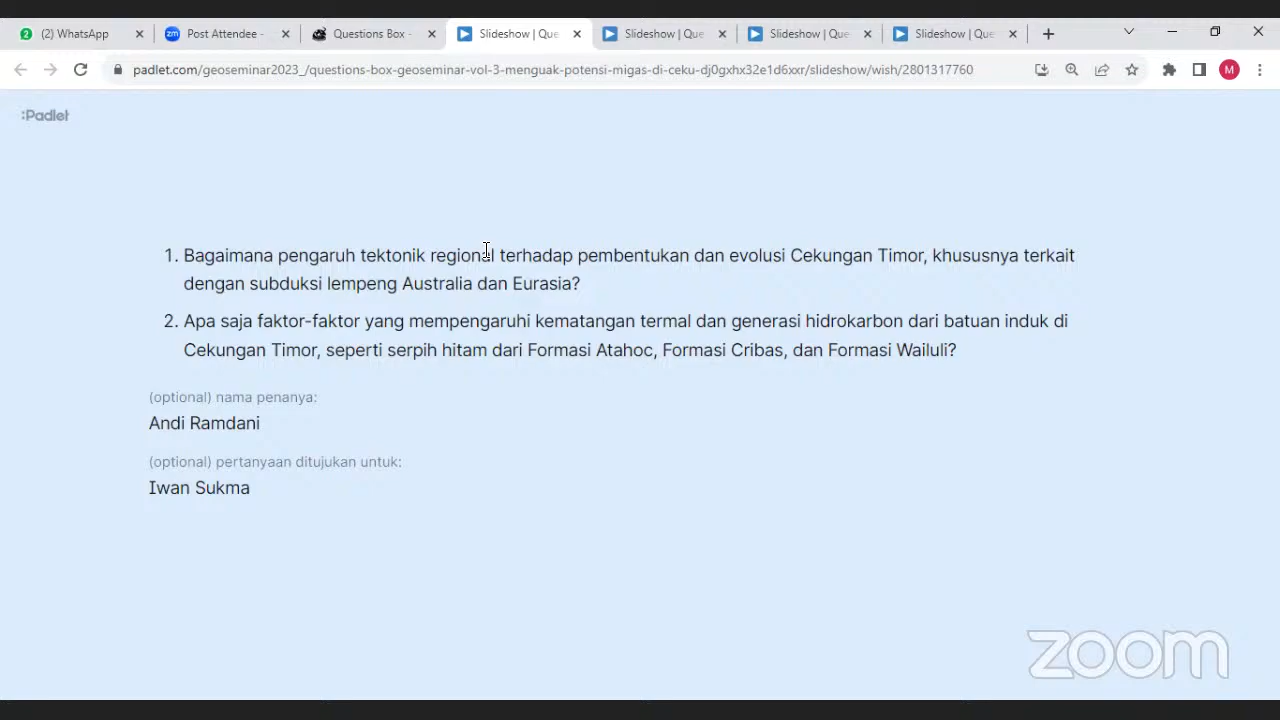 (2) WhatsApp
Post Attendee -
Questions Box -
Slideshow | Que
Slideshow | Que
Slideshow | Que
Slideshow | Que
padlet.com/geoseminar2023_/questions-box-geoseminar-vol-3-menguak-potensi-migas-di-ceku-dj0gxhx32e1d6xxr/slideshow/wish/2801317760
M
:Padlet
1. Bagaimana pengaruh tektonik regional terhadap pembentukan dan evolusi Cekungan Timor, khususnya terkait
dengan subduksi lempeng Australia dan Eurasia?
2. Apa saja faktor-faktor yang mempengaruhi kematangan termal dan generasi hidrokarbon dari batuan induk di
Cekungan Timor, seperti serpih hitam dari Formasi Atahoc, Formasi Cribas, dan Formasi Wailuli?
(optional) nama penanya:
Andi Ramdani
(optional) pertanyaan ditujukan untuk:
Iwan Sukma
zoom